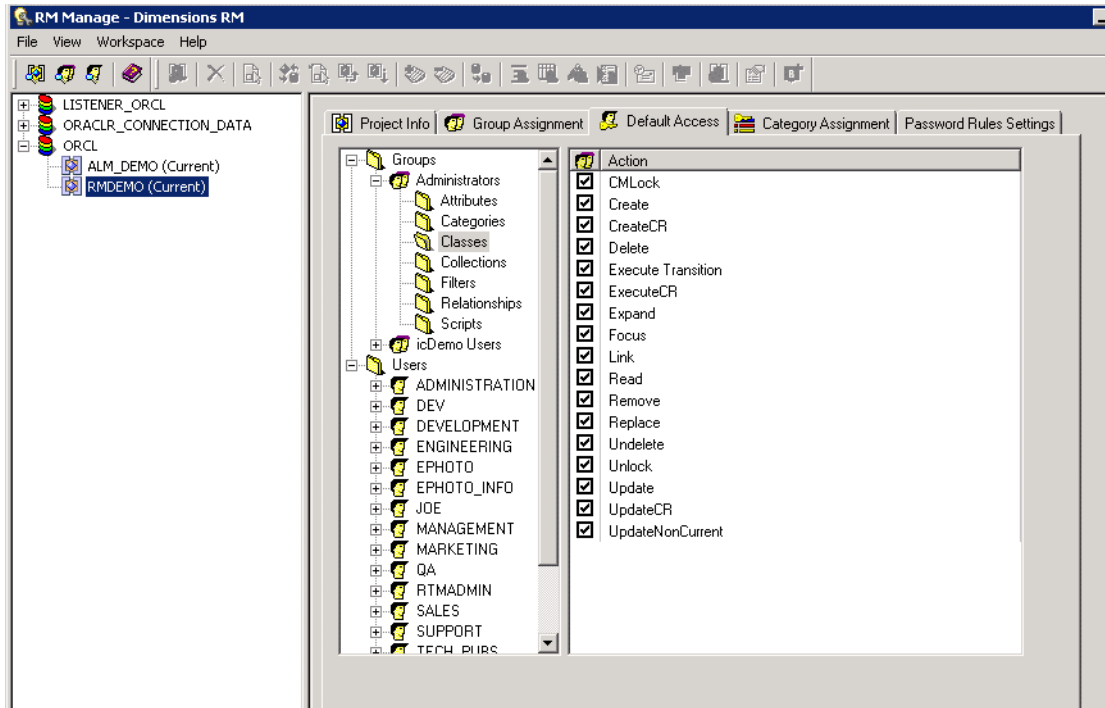 RM Manage - Dimensions RM
File View Workspace Help
LISTENER_ORCL
ORACLR_CONNECTION_DATA
ORCL
ALM_DEMO (Current)
RMDEMO (Current)
Project Info Group Assignment Default Access Category Assignment Password Rules Settings
Groups
Administrators
Attributes
Categories
Classes
Collections
Filters
Relationships
Scripts
icDemo Users
Users
ADMINISTRATION
DEV
DEVELOPMENT
ENGINEERING
EPHOTO
EPHOTO_INFO
JOE
MANAGEMENT
MARKETING
QA
RTMADMIN
SALES
SUPPORT
TECH_PUBS
Action
CMLock
Create
CreateCR
Delete
Execute Transition
ExecuteCR
Expand
Focus
Link
Read
Remove
Replace
Undelete
Unlock
Update
UpdateCR
UpdateNonCurrent